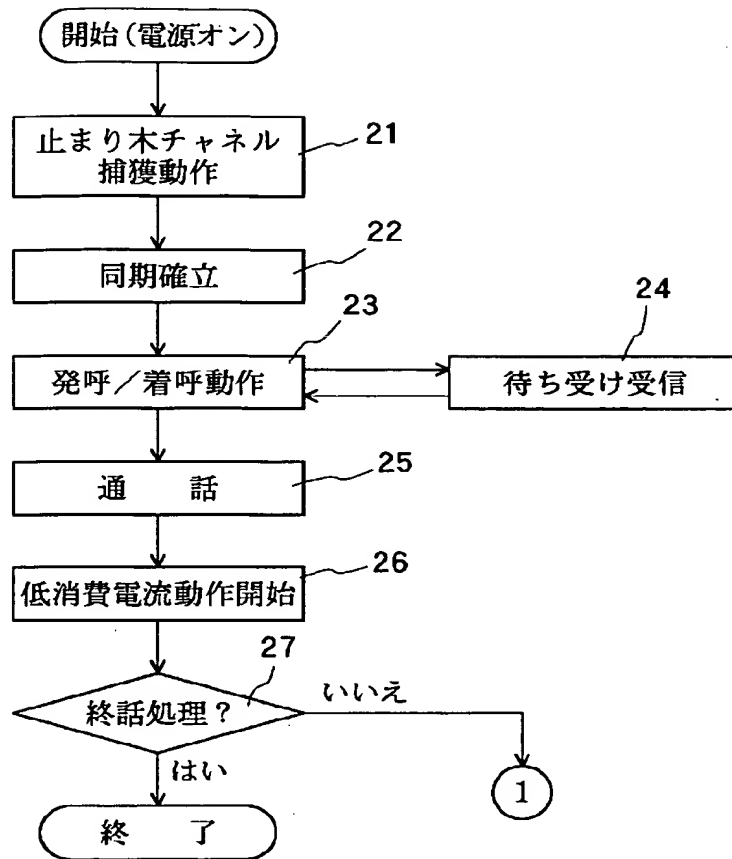 開始(電源オン)
止まり木チャネル
捕獲動作
21
同期確立
22
発呼/着呼動作
23
待ち受け受信
24
通 話
25
低消費電流動作開始
26
終話処理?
27
いいえ
はい
1
終 了